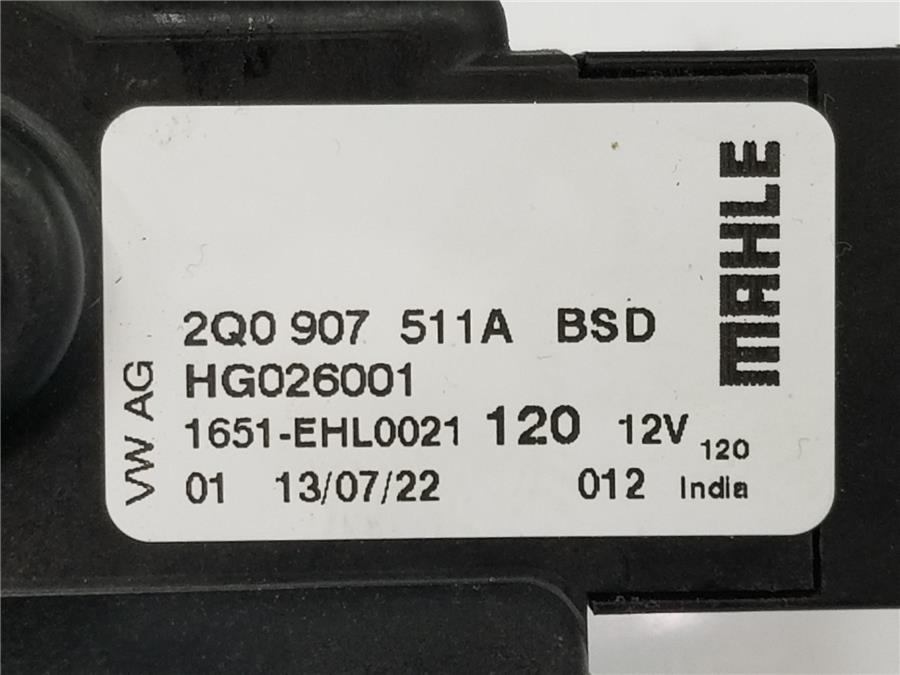 2Q0 907 511A BSD
HG026001
1651-EHL0021 120 12V 120
01 13/07/22 012 India
VW AG
MAHLE